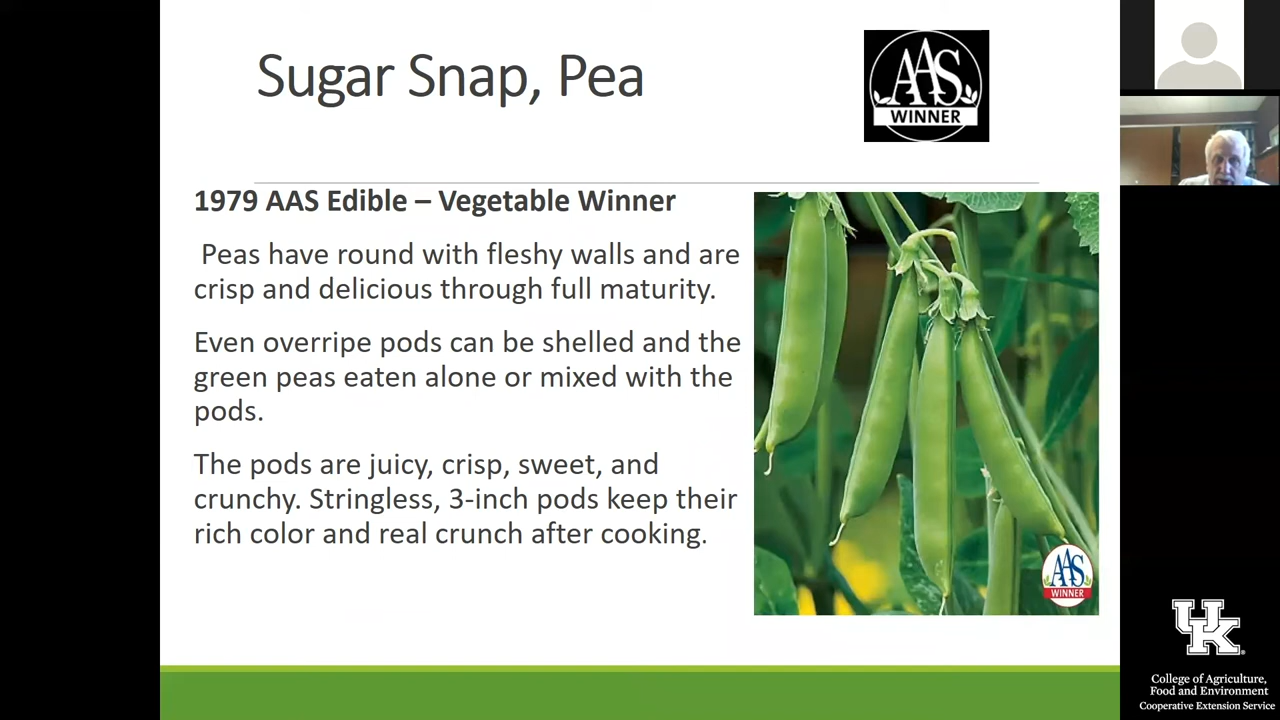 Sugar Snap, Pea
AAS
WINNER
1979 AAS Edible – Vegetable Winner
Peas have round with fleshy walls and are
crisp and delicious through full maturity.
Even overripe pods can be shelled and the
green peas eaten alone or mixed with the
pods.
The pods are juicy, crisp, sweet, and
crunchy. Stringless, 3-inch pods keep their
rich color and real crunch after cooking.
AAS
WINNER
UK
College of Agriculture,
Food and Environment
Cooperative Extension Service